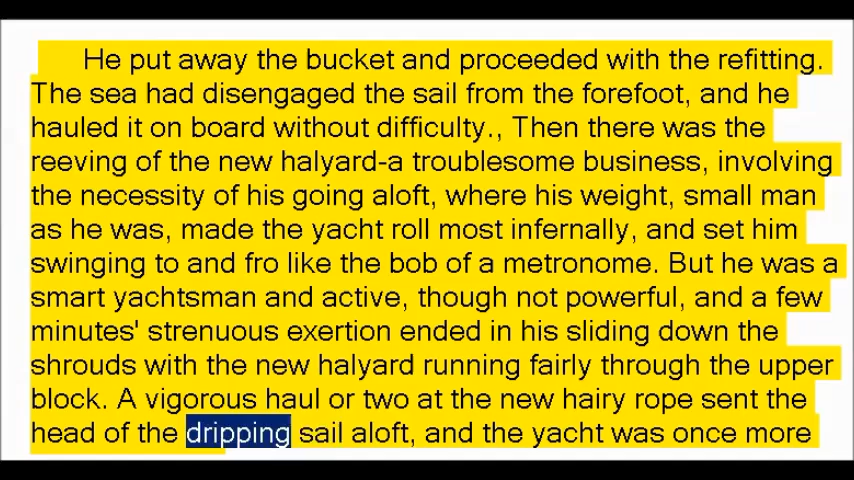 He put away the bucket and proceeded with the refitting.
The sea had disengaged the sail from the forefoot, and he
hauled it on board without difficulty., Then there was the
reeving of the new halyard-a troublesome business, involving
the necessity of his going aloft, where his weight, small man
as he was, made the yacht roll most infernally, and set him
swinging to and fro like the bob of a metronome. But he was a
smart yachtsman and active, though not powerful, and a few
minutes' strenuous exertion ended in his sliding down the
shrouds with the new halyard running fairly through the upper
block. A vigorous haul or two at the new hairy rope sent the
head of the dripping sail aloft, and the yacht was once more